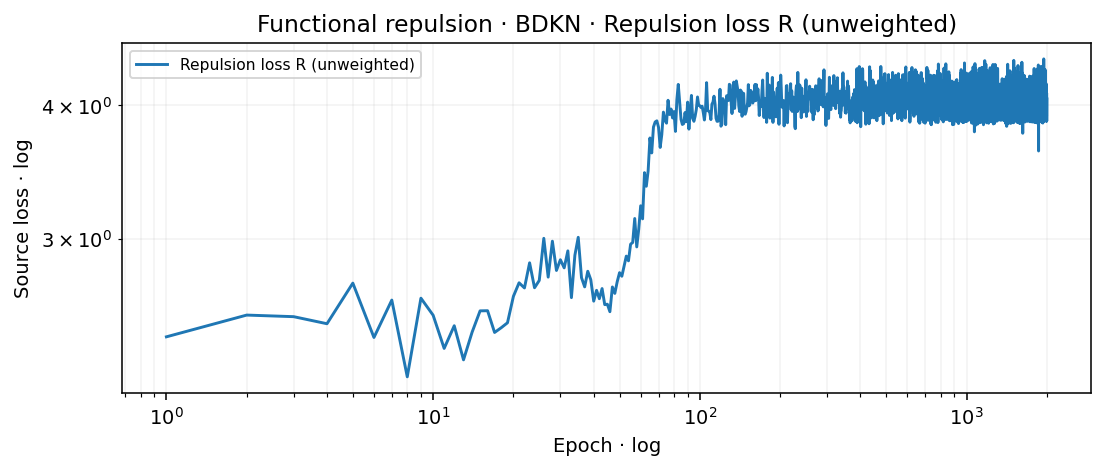 Functional repulsion · BDKN · Repulsion loss R (unweighted)
Repulsion loss R (unweighted)
Source loss · log
4 × 10⁰
3 × 10⁰
10⁰ 10¹ 10² 10³
Epoch · log